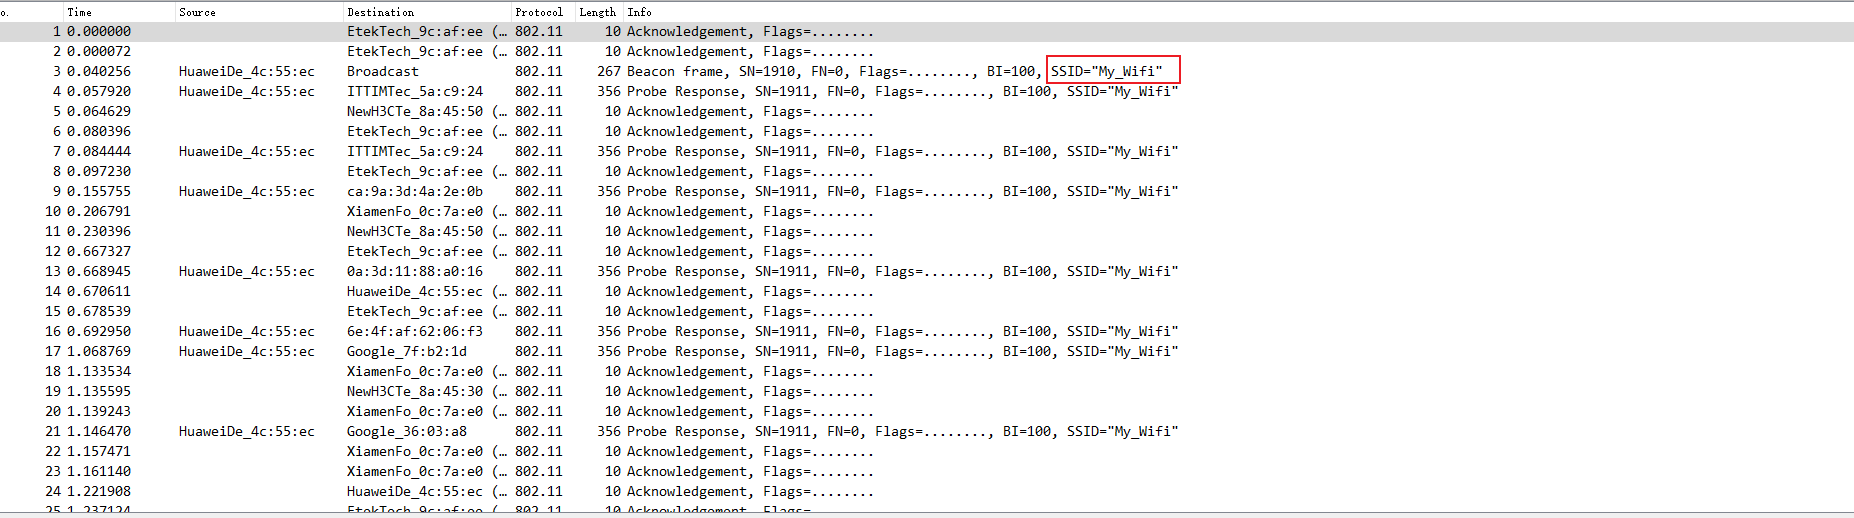 o. Time Source Destination Protocol Length Info
1 0.000000 EtekTech_9c:af:ee (… 802.11 10 Acknowledgement, Flags=........
2 0.000072 EtekTech_9c:af:ee (… 802.11 10 Acknowledgement, Flags=........
3 0.040256 HuaweiDe_4c:55:ec Broadcast 802.11 267 Beacon frame, SN=1910, FN=0, Flags=........, BI=100, SSID="My_Wifi"
4 0.057920 HuaweiDe_4c:55:ec ITTIMTec_5a:c9:24 802.11 356 Probe Response, SN=1911, FN=0, Flags=........, BI=100, SSID="My_Wifi"
5 0.064629 NewH3CTe_8a:45:50 (… 802.11 10 Acknowledgement, Flags=........
6 0.080396 EtekTech_9c:af:ee (… 802.11 10 Acknowledgement, Flags=........
7 0.084444 HuaweiDe_4c:55:ec ITTIMTec_5a:c9:24 802.11 356 Probe Response, SN=1911, FN=0, Flags=........, BI=100, SSID="My_Wifi"
8 0.097230 EtekTech_9c:af:ee (… 802.11 10 Acknowledgement, Flags=........
9 0.155755 HuaweiDe_4c:55:ec ca:9a:3d:4a:2e:0b 802.11 356 Probe Response, SN=1911, FN=0, Flags=........, BI=100, SSID="My_Wifi"
10 0.206791 XiamenFo_0c:7a:e0 (… 802.11 10 Acknowledgement, Flags=........
11 0.230396 NewH3CTe_8a:45:50 (… 802.11 10 Acknowledgement, Flags=........
12 0.667327 EtekTech_9c:af:ee (… 802.11 10 Acknowledgement, Flags=........
13 0.668945 HuaweiDe_4c:55:ec 0a:3d:11:88:a0:16 802.11 356 Probe Response, SN=1911, FN=0, Flags=........, BI=100, SSID="My_Wifi"
14 0.670611 HuaweiDe_4c:55:ec (… 802.11 10 Acknowledgement, Flags=........
15 0.678539 EtekTech_9c:af:ee (… 802.11 10 Acknowledgement, Flags=........
16 0.692950 HuaweiDe_4c:55:ec 6e:4f:af:62:06:f3 802.11 356 Probe Response, SN=1911, FN=0, Flags=........, BI=100, SSID="My_Wifi"
17 1.068769 HuaweiDe_4c:55:ec Google_7f:b2:1d 802.11 356 Probe Response, SN=1911, FN=0, Flags=........, BI=100, SSID="My_Wifi"
18 1.133534 XiamenFo_0c:7a:e0 (… 802.11 10 Acknowledgement, Flags=........
19 1.135595 NewH3CTe_8a:45:30 (… 802.11 10 Acknowledgement, Flags=........
20 1.139243 XiamenFo_0c:7a:e0 (… 802.11 10 Acknowledgement, Flags=........
21 1.146470 HuaweiDe_4c:55:ec Google_36:03:a8 802.11 356 Probe Response, SN=1911, FN=0, Flags=........, BI=100, SSID="My_Wifi"
22 1.157471 XiamenFo_0c:7a:e0 (… 802.11 10 Acknowledgement, Flags=........
23 1.161140 XiamenFo_0c:7a:e0 (… 802.11 10 Acknowledgement, Flags=........
24 1.221908 HuaweiDe_4c:55:ec (… 802.11 10 Acknowledgement, Flags=........
25 1.237124 EtekTech_9c:af:ee (… 802.11 10 Acknowledgement, Flags=